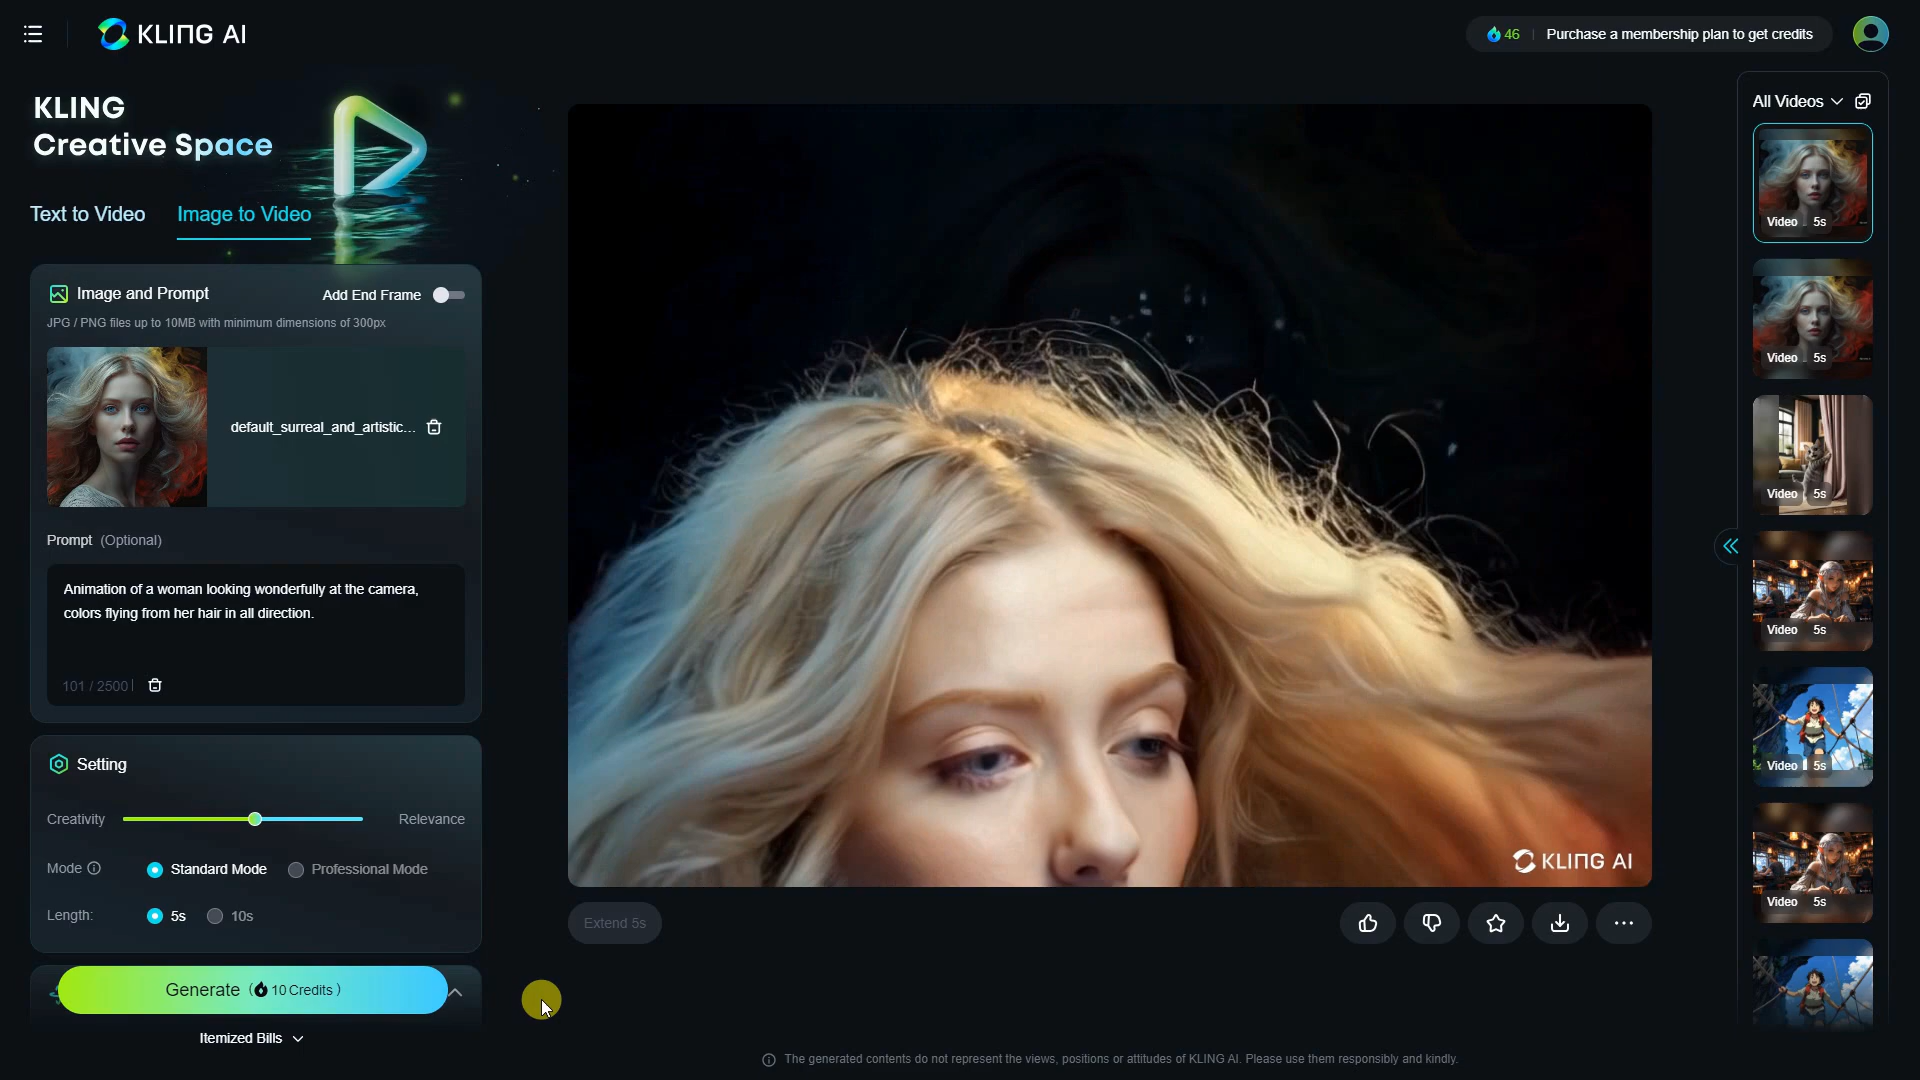 KLING AI
46
Purchase a membership plan to get credits
KLING
Creative Space
Text to Video
Image to Video
Image and Prompt
Add End Frame
JPG / PNG files up to 10MB with minimum dimensions of 300px
default_surreal_and_artistic...
Prompt (Optional)
Animation of a woman looking wonderfully at the camera,
colors flying from her hair in all direction.
101 / 2500
Setting
Creativity
Relevance
Mode
Standard Mode
Professional Mode
Length:
5s
10s
Generate ( 10 Credits )
Itemized Bills
KLING AI
Extend 5s
The generated contents do not represent the views, positions or attitudes of KLING AI. Please use them responsibly and kindly.
All Videos
Video 5s
Video 5s
Video 5s
Video 5s
Video 5s
Video 5s